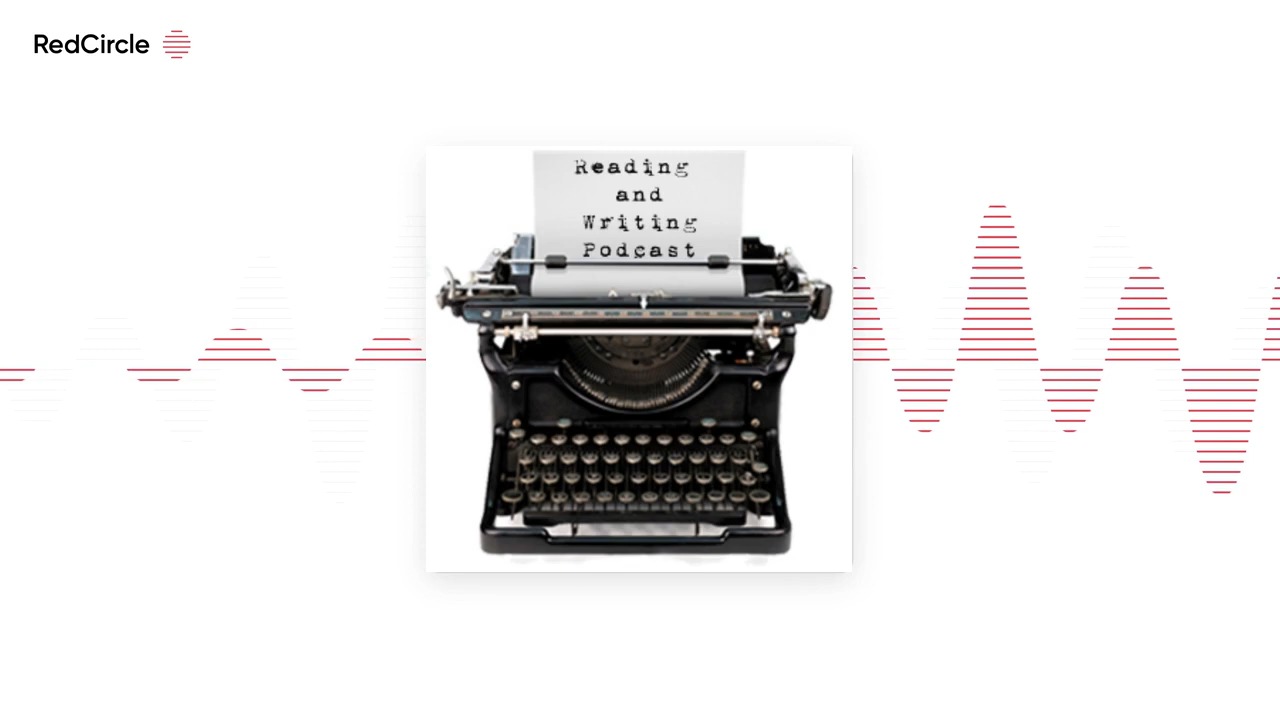 RedCircle
Reading
and
Writing
Podcast